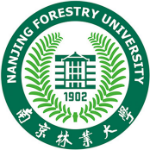 NANJING FORESTRY UNIVERSITY
1902
南京林業大學